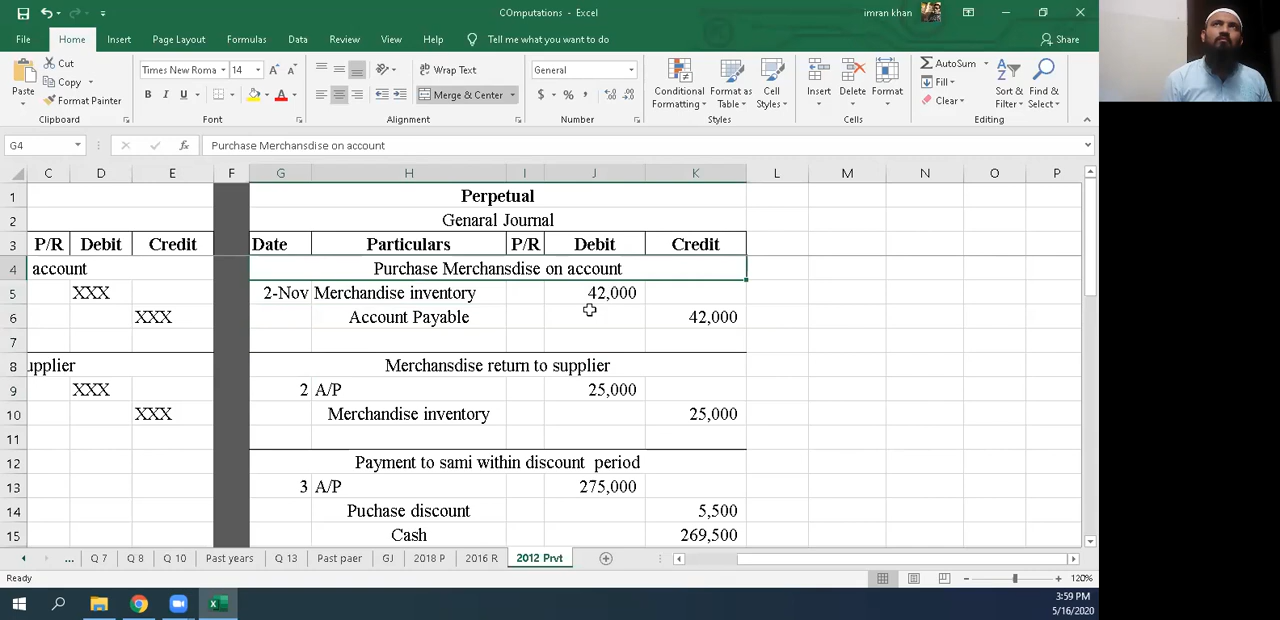 COmputations - Excel
imran khan
File Home Insert Page Layout Formulas Data Review View Help Tell me what you want to do Share
Paste
Cut
Copy
Format Painter
Clipboard
Times New Roma 14
B I U
Font
Wrap Text
Merge & Center
Alignment
General
$ % ,
Number
Conditional Formatting
Format as Table
Cell Styles
Styles
Insert Delete Format
Cells
AutoSum
Fill
Clear
Sort & Filter
Find & Select
Editing
G4 fx Purchase Merchansdise on account
C D E F G H I J K L M N O P
1 Perpetual
2 Genaral Journal
3 P/R Debit Credit Date Particulars P/R Debit Credit
4 account Purchase Merchansdise on account
5 XXX 2-Nov Merchandise inventory 42,000
6 XXX Account Payable 42,000
7
8 upplier Merchansdise return to supplier
9 XXX 2 A/P 25,000
10 XXX Merchandise inventory 25,000
11
12 Payment to sami within discount period
13 3 A/P 275,000
14 Puchase discount 5,500
15 Cash 269,500
... Q 7 Q 8 Q 10 Past years Q 13 Past paer GJ 2018 P 2016 R 2012 Prvt
Ready 120%
3:59 PM
5/16/2020